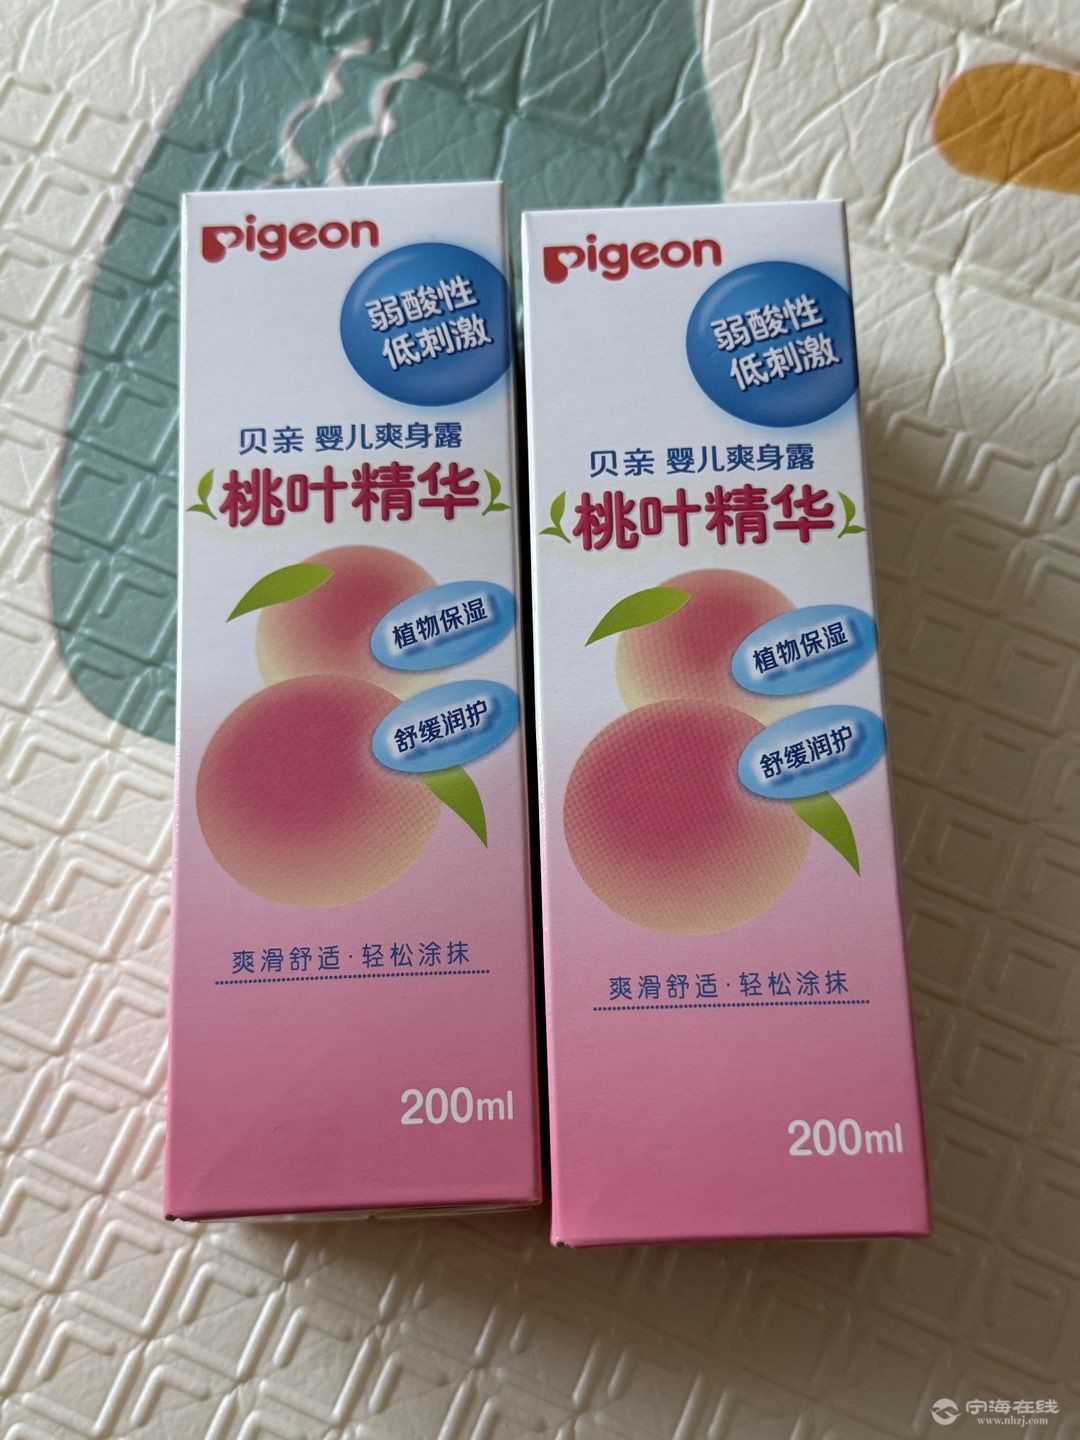 pigeon
弱酸性
低刺激
贝亲 婴儿爽身露
桃叶精华
植物保湿
舒缓润护
爽滑舒适·轻松涂抹
200ml
pigeon
弱酸性
低刺激
贝亲 婴儿爽身露
桃叶精华
植物保湿
舒缓润护
爽滑舒适·轻松涂抹
200ml
宁海在线
www.nhzj.com